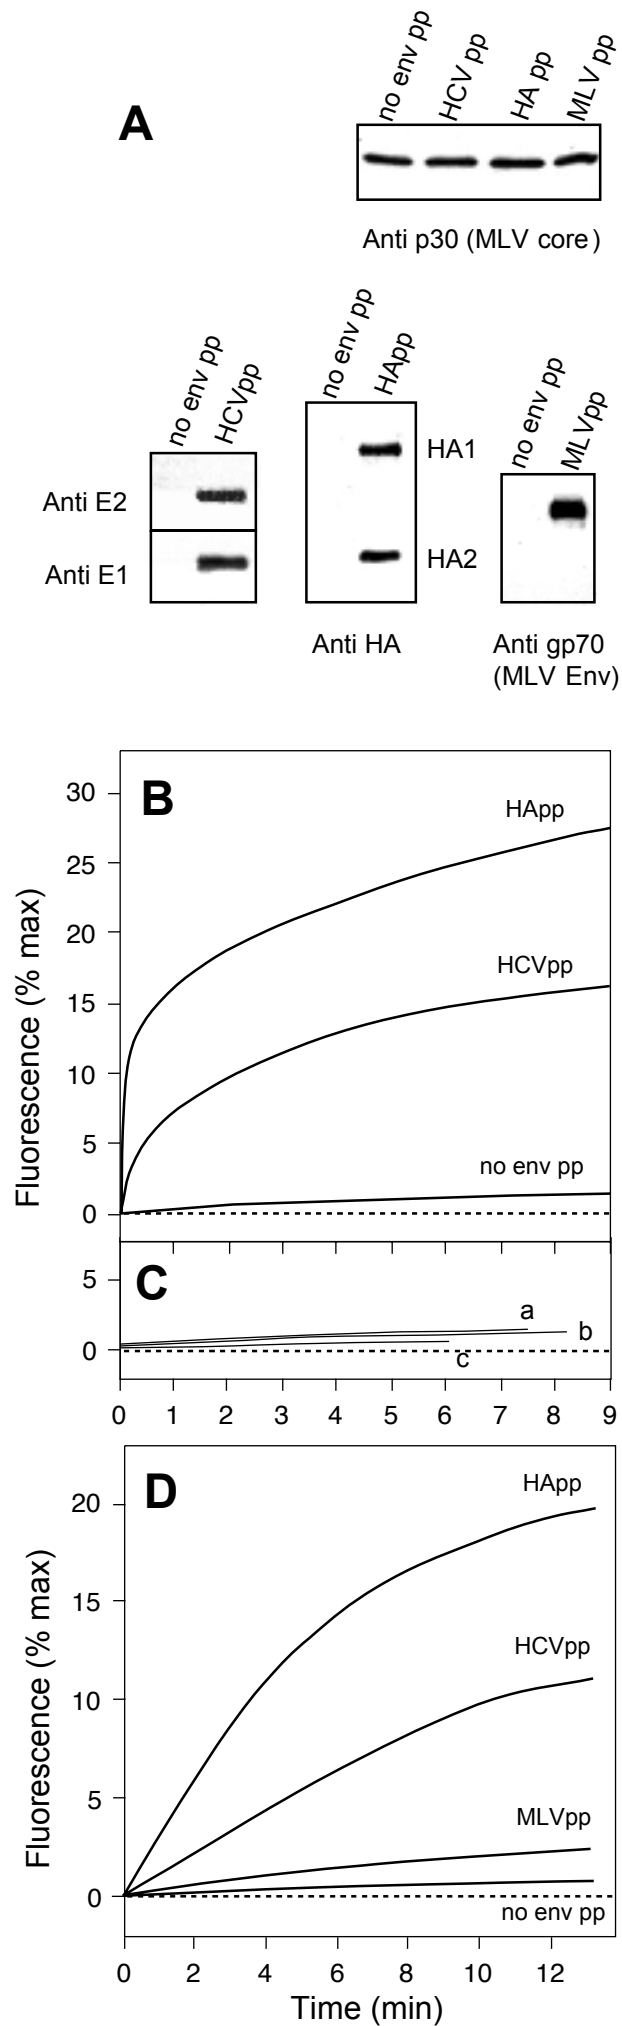 A
no env pp
HCV pp
HA pp
MLV pp
Anti p30 (MLV core)
no env pp
HCVpp
no env pp
HApp
no env pp
MLVpp
Anti E2
Anti E1
HA1
HA2
Anti HA
Anti gp70
(MLV Env)
B
30
25
20
15
10
5
0
Fluorescence (% max)
HApp
HCVpp
no env pp
C
5
0
a
b
c
0 1 2 3 4 5 6 7 8 9
D
20
15
10
5
0
Fluorescence (% max)
HApp
HCVpp
MLVpp
no env pp
0 2 4 6 8 10 12
Time (min)